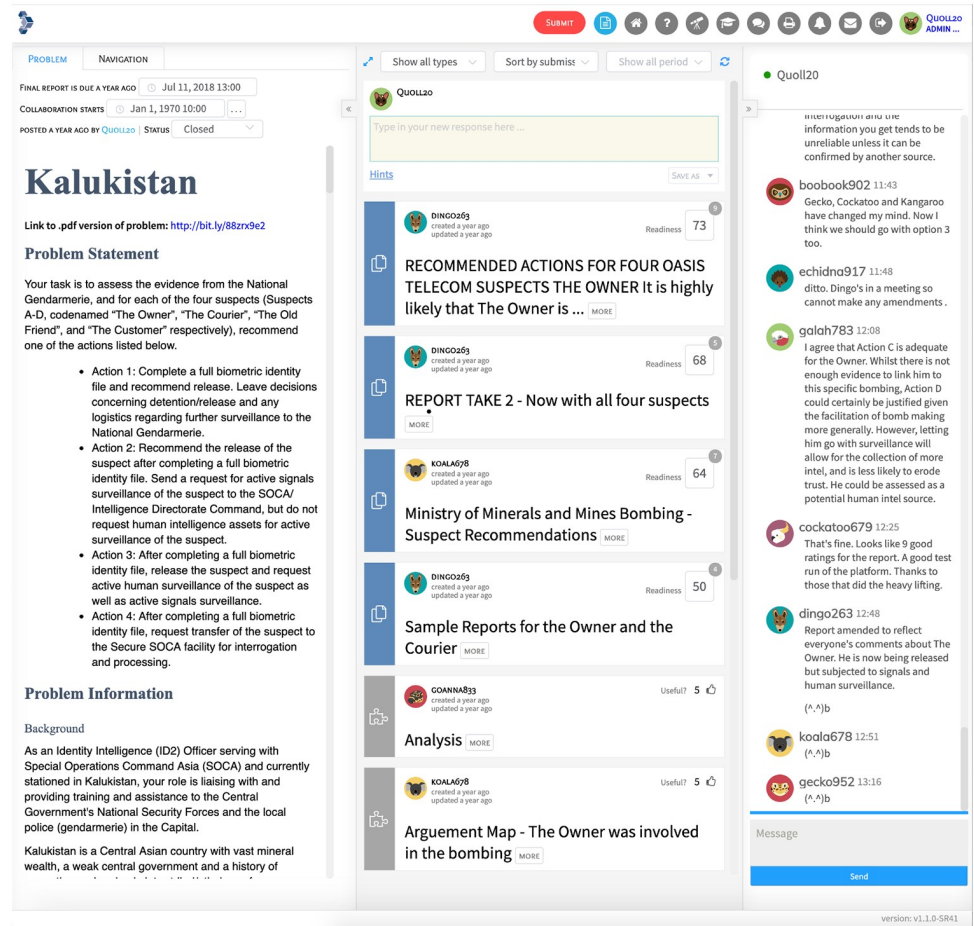 SUBMIT
QUOLL20
ADMIN ...
PROBLEM
NAVIGATION
FINAL REPORT IS DUE A YEAR AGO Jul 11, 2018 13:00
COLLABORATION STARTS Jan 1, 1970 10:00 ...
POSTED A YEAR AGO BY QUOLL20 | STATUS Closed
Kalukistan
Link to .pdf version of problem: http://bit.ly/88zrx9e2
Problem Statement
Your task is to assess the evidence from the National
Gendarmerie, and for each of the four suspects (Suspects
A-D, codenamed “The Owner”, “The Courier”, “The Old
Friend”, and “The Customer” respectively), recommend
one of the actions listed below.
• Action 1: Complete a full biometric identity
file and recommend release. Leave decisions
concerning detention/release and any
logistics regarding further surveillance to the
National Gendarmerie.
• Action 2: Recommend the release of the
suspect after completing a full biometric
identity file. Send a request for active signals
surveillance of the suspect to the SOCA/
Intelligence Directorate Command, but do not
request human intelligence assets for active
surveillance of the suspect.
• Action 3: After completing a full biometric
identity file, release the suspect and request
active human surveillance of the suspect as
well as active signals surveillance.
• Action 4: After completing a full biometric
identity file, request transfer of the suspect to
the Secure SOCA facility for interrogation
and processing.
Problem Information
Background
As an Identity Intelligence (ID2) Officer serving with
Special Operations Command Asia (SOCA) and currently
stationed in Kalukistan, your role is liaising with and
providing training and assistance to the Central
Government's National Security Forces and the local
police (gendarmerie) in the Capital.
Kalukistan is a Central Asian country with vast mineral
wealth, a weak central government and a history of
Show all types
Sort by submiss
Show all period
QUOLL20
Type in your new response here ...
Hints
SAVE AS
DINGO263
created a year ago
updated a year ago
Readiness 73
9
RECOMMENDED ACTIONS FOR FOUR OASIS
TELECOM SUSPECTS THE OWNER It is highly
likely that The Owner is ... MORE
DINGO263
created a year ago
updated a year ago
Readiness 68
5
REPORT TAKE 2 - Now with all four suspects
MORE
KOALA678
created a year ago
updated a year ago
Readiness 64
7
Ministry of Minerals and Mines Bombing -
Suspect Recommendations MORE
DINGO263
created a year ago
updated a year ago
Readiness 50
4
Sample Reports for the Owner and the
Courier MORE
GOANNA833
created a year ago
updated a year ago
Useful? 5
Analysis MORE
KOALA678
created a year ago
updated a year ago
Useful? 5
Arguement Map - The Owner was involved
in the bombing MORE
Quoll20
interrogation and the
information you get tends to be
unreliable unless it can be
confirmed by another source.
boobook902 11:43
Gecko, Cockatoo and Kangaroo
have changed my mind. Now I
think we should go with option 3
too.
echidna917 11:48
ditto. Dingo's in a meeting so
cannot make any amendments .
galah783 12:08
I agree that Action C is adequate
for the Owner. Whilst there is not
enough evidence to link him to
this specific bombing, Action D
could certainly be justified given
the facilitation of bomb making
more generally. However, letting
him go with surveillance will
allow for the collection of more
intel, and is less likely to erode
trust. He could be assessed as a
potential human intel source.
cockatoo679 12:25
That's fine. Looks like 9 good
ratings for the report. A good test
run of the platform. Thanks to
those that did the heavy lifting.
dingo263 12:48
Report amended to reflect
everyone's comments about The
Owner. He is now being released
but subjected to signals and
human surveillance.
(^.^)b
koala678 12:51
(^.^)b
gecko952 13:16
(^.^)b
Message
Send
version: v1.1.0-SR41